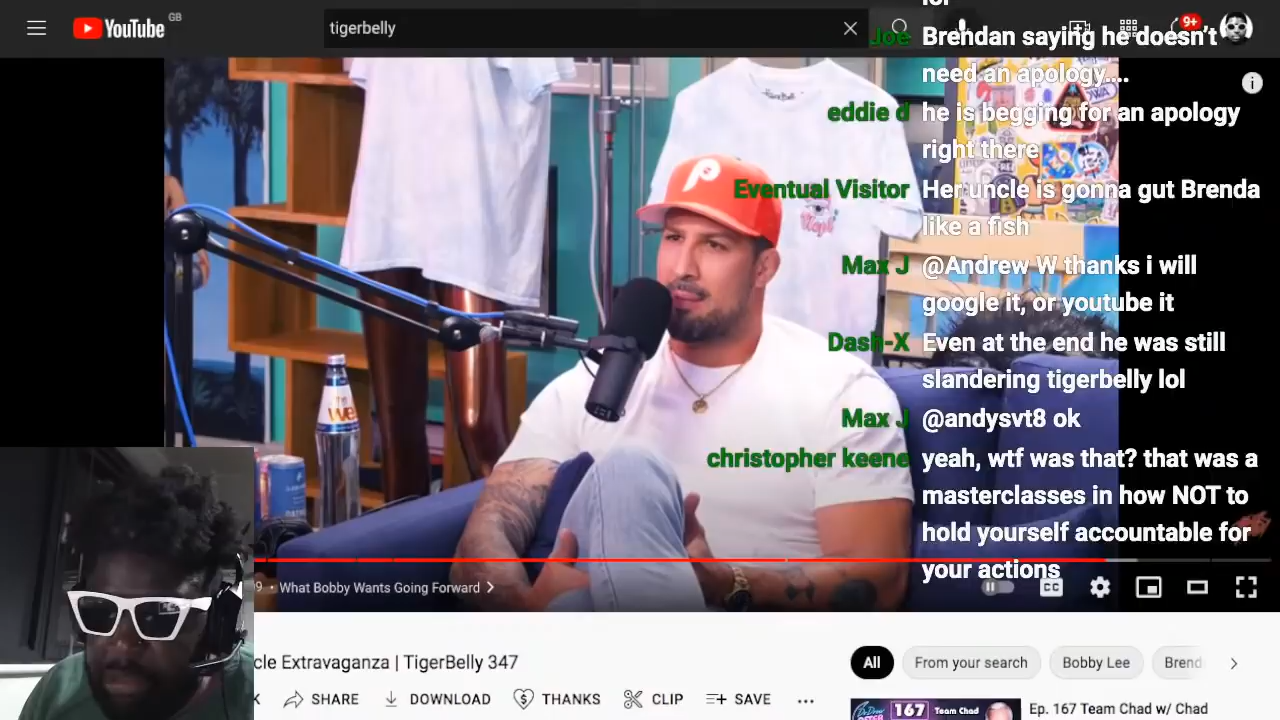 YouTube GB
tigerbelly
9+
lol
Joe Brendan saying he doesn't
need an apology....
eddie d he is begging for an apology
right there
Eventual Visitor Her uncle is gonna gut Brenda
like a fish
Max J @Andrew W thanks i will
google it, or youtube it
Dash-X Even at the end he was still
slandering tigerbelly lol
Max J @andysvt8 ok
christopher keene yeah, wtf was that? that was a
masterclasses in how NOT to
hold yourself accountable for
your actions
P
09 • What Bobby Wants Going Forward
CC
cle Extravaganza | TigerBelly 347
SHARE
DOWNLOAD
THANKS
CLIP
SAVE
All
From your search
Bobby Lee
Brend
167 Team Chad
Ep. 167 Team Chad w/ Chad